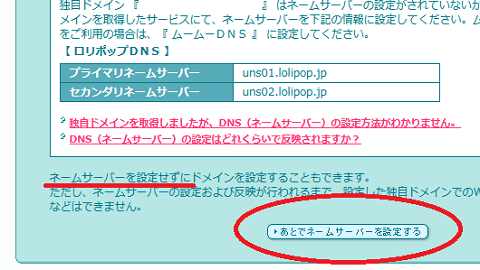 独自ドメイン 『 』 はネームサーバーの設定がされていないか
メインを取得したサービスにて、ネームサーバーを下記の情報に設定してください。ム
をご利用の場合は、『 ムームーＤＮＳ 』 に設定してください。
【 ロリポップＤＮＳ 】
プライマリネームサーバー uns01.lolipop.jp
セカンダリネームサーバー uns02.lolipop.jp
独自ドメインを取得しましたが、DNS（ネームサーバー）の設定方法がわかりません。
DNS（ネームサーバー）の設定はどれくらいで反映されますか？
ネームサーバーを設定せずにドメインを設定することもできます。
ただし、ネームサーバーの設定および反映が行われるまで、設定した独自ドメインでのW
などはできません。
あとでネームサーバーを設定する